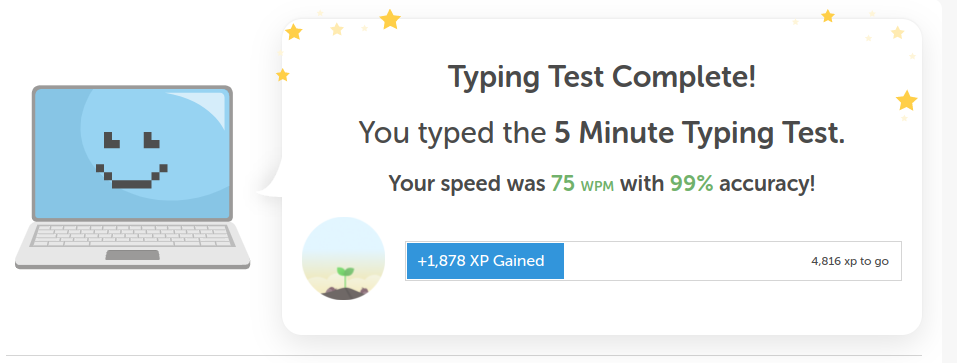 Typing Test Complete!
You typed the 5 Minute Typing Test.
Your speed was 75 WPM with 99% accuracy!
+1,878 XP Gained
4,816 xp to go